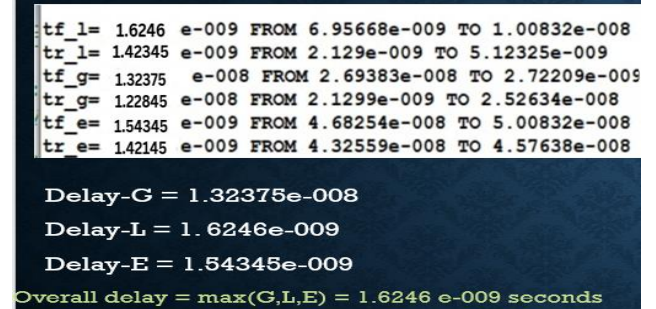 tf_l= 1.6246 e-009 FROM 6.95668e-009 TO 1.00832e-008
tr_l= 1.42345 e-009 FROM 2.129e-009 TO 5.12325e-009
tf_g= 1.32375 e-008 FROM 2.69383e-008 TO 2.72209e-009
tr_g= 1.22845 e-008 FROM 2.1299e-009 TO 2.52634e-008
tf_e= 1.54345 e-009 FROM 4.68254e-008 TO 5.00832e-008
tr_e= 1.42145 e-009 FROM 4.32559e-008 TO 4.57638e-008
Delay-G = 1.32375e-008
Delay-L = 1. 6246e-009
Delay-E = 1.54345e-009
Overall delay = max(G,L,E) = 1.6246 e-009 seconds